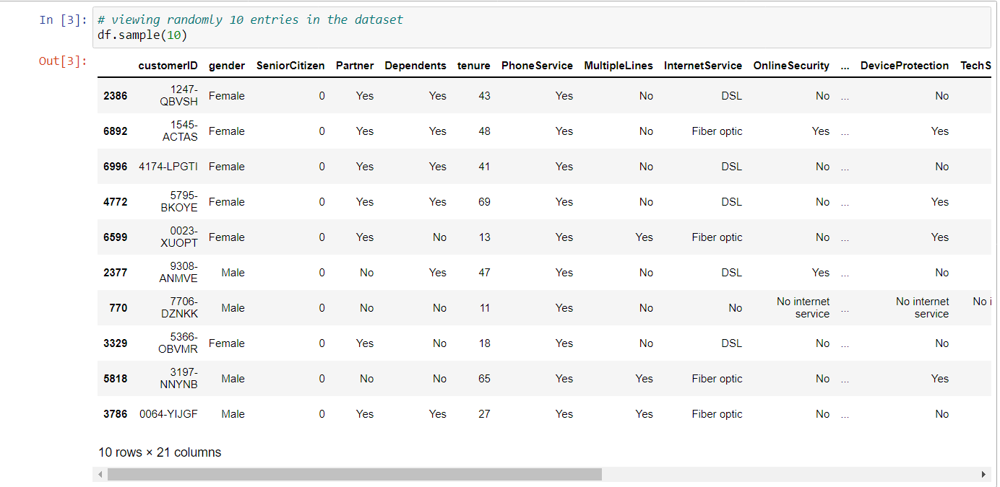 In [3]: # viewing randomly 10 entries in the dataset
df.sample(10)
Out[3]:
customerID gender SeniorCitizen Partner Dependents tenure PhoneService MultipleLines InternetService OnlineSecurity ... DeviceProtection TechS
2386 1247-QBVSH Female 0 Yes Yes 43 Yes No DSL No ... No
6892 1545-ACTAS Female 0 Yes Yes 48 Yes No Fiber optic Yes ... Yes
6996 4174-LPGTI Female 0 Yes Yes 41 Yes No DSL No ... No
4772 5795-BKOYE Female 0 Yes Yes 69 Yes No DSL No ... Yes
6599 0023-XUOPT Female 0 Yes No 13 Yes Yes Fiber optic No ... Yes
2377 9308-ANMVE Male 0 No Yes 47 Yes No DSL Yes ... No
770 7706-DZNKK Male 0 No No 11 Yes No No No internet service ... No internet service No i
3329 5366-OBVMR Female 0 Yes No 18 Yes No DSL No ... No
5818 3197-NNYNB Male 0 No No 65 Yes Yes Fiber optic No ... Yes
3786 0064-YIJGF Male 0 Yes Yes 27 Yes Yes Fiber optic No ... No
10 rows × 21 columns